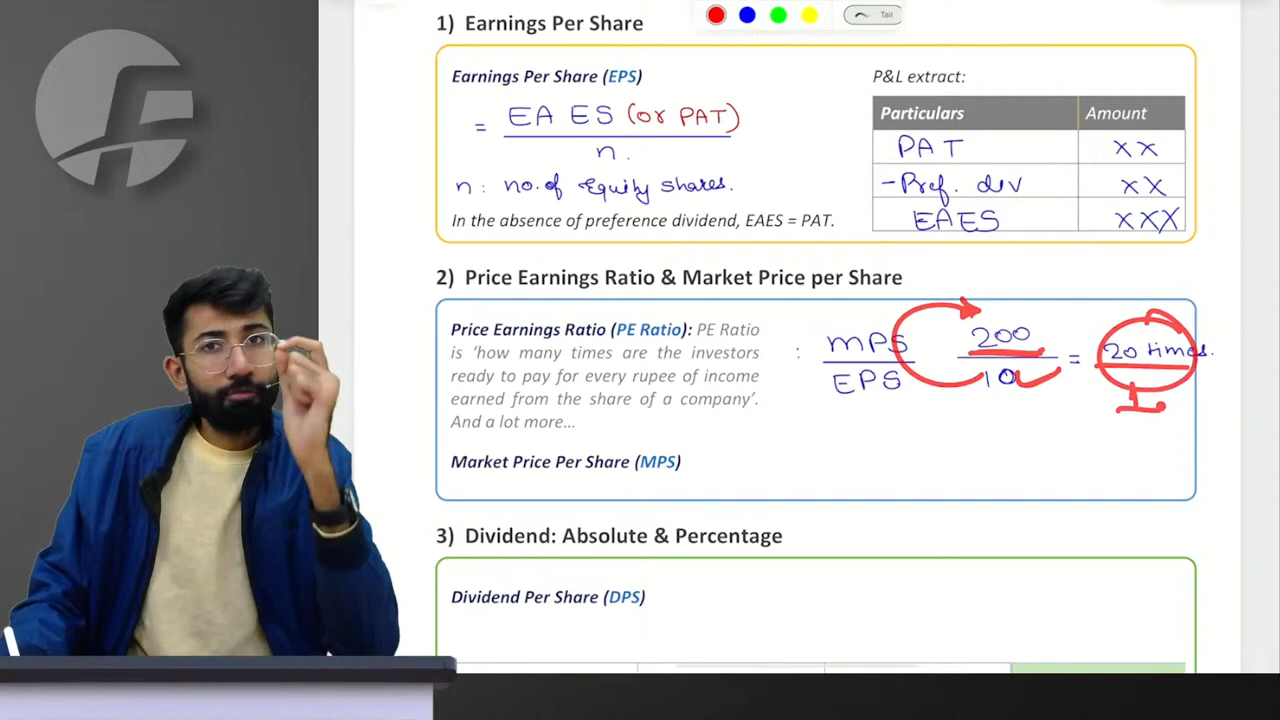 Tail
1) Earnings Per Share
Earnings Per Share (EPS)
= EAES (or PAT)
n.
n: no. of Equity shares.
In the absence of preference dividend, EAES = PAT.
P&L extract:
Particulars Amount
PAT XX
- Pref. div XX
EAES XXX
2) Price Earnings Ratio & Market Price per Share
Price Earnings Ratio (PE Ratio): PE Ratio
is ‘how many times are the investors
ready to pay for every rupee of income
earned from the share of a company’.
And a lot more...
: MPS 200 = 20 times.
EPS 10
Market Price Per Share (MPS)
3) Dividend: Absolute & Percentage
Dividend Per Share (DPS)